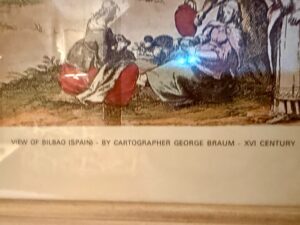 VIEW OF BILBAO (SPAIN) - BY CARTOGRAPHER GEORGE BRAUM - XVI CENTURY